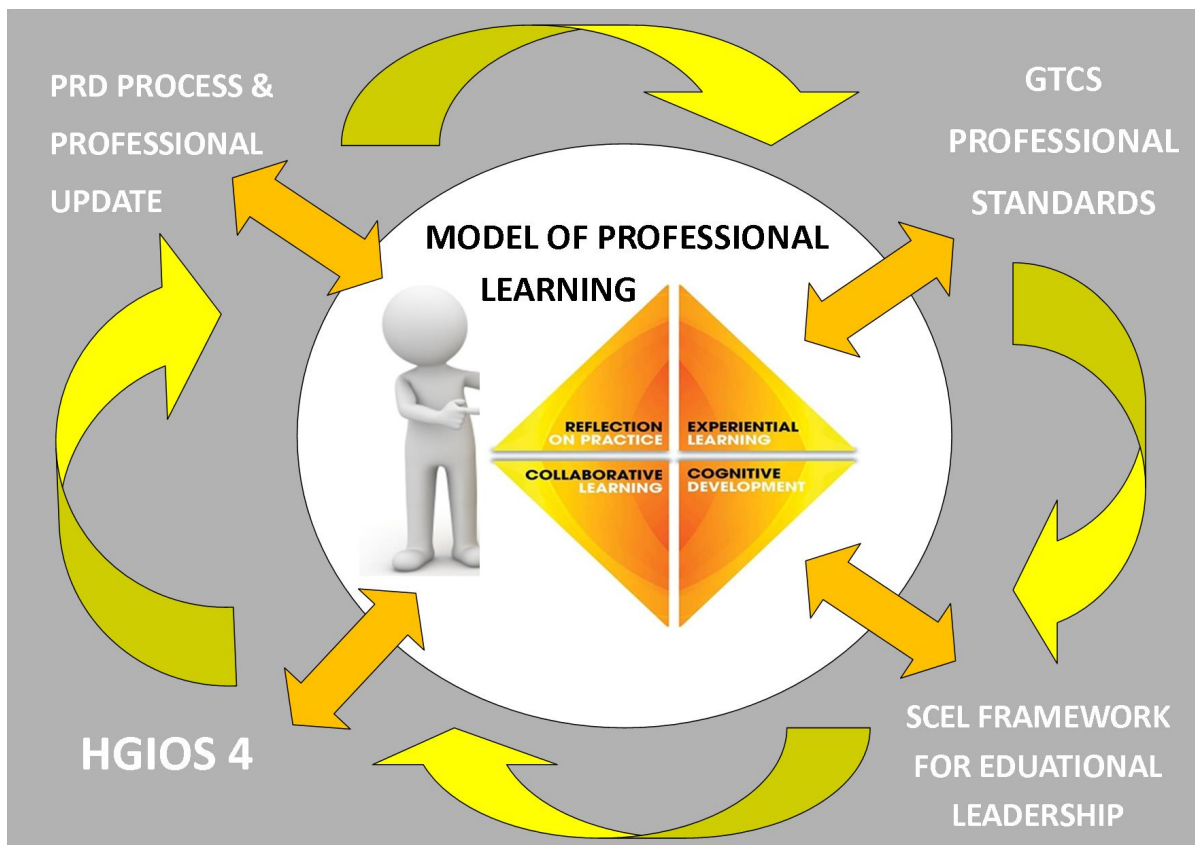 PRD PROCESS &
PROFESSIONAL
UPDATE
GTCS
PROFESSIONAL
STANDARDS
MODEL OF PROFESSIONAL
LEARNING
REFLECTION
ON PRACTICE
EXPERIENTIAL
LEARNING
COLLABORATIVE
LEARNING
COGNITIVE
DEVELOPMENT
HGIOS 4
SCEL FRAMEWORK
FOR EDUATIONAL
LEADERSHIP